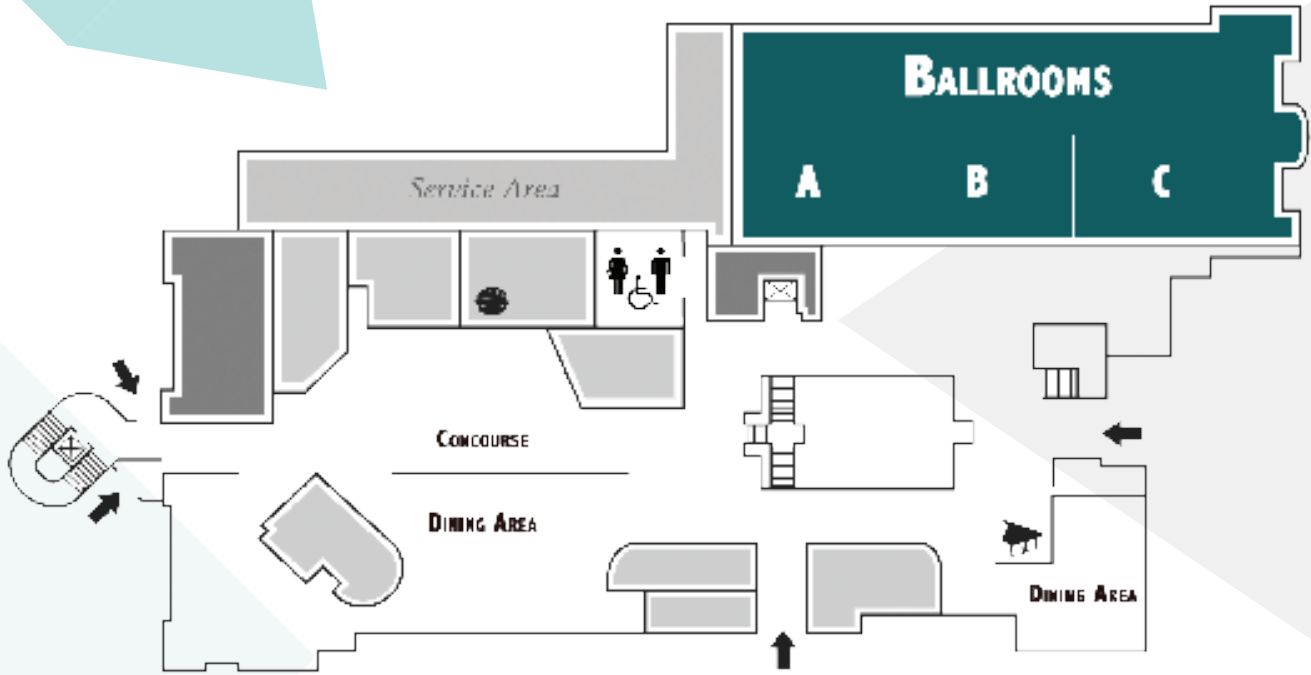 BALLROOMS
A B C
Service Area
CONCOURSE
DINING AREA
DINING AREA